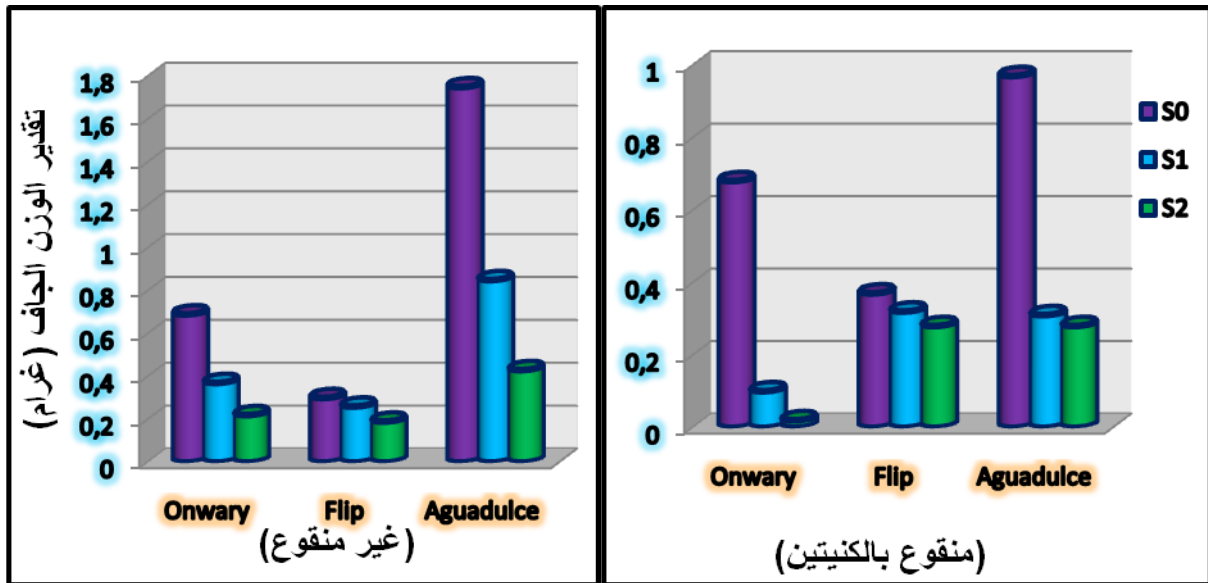 تقدير الوزن الجاف (غرام)
1,8
1,6
1,4
1,2
1
0,8
0,6
0,4
0,2
0
Onwary Flip Aguadulce
(غير منقوع)
1
0,8
0,6
0,4
0,2
0
Onwary Flip Aguadulce
(منقوع بالكنيتين)
S0
S1
S2